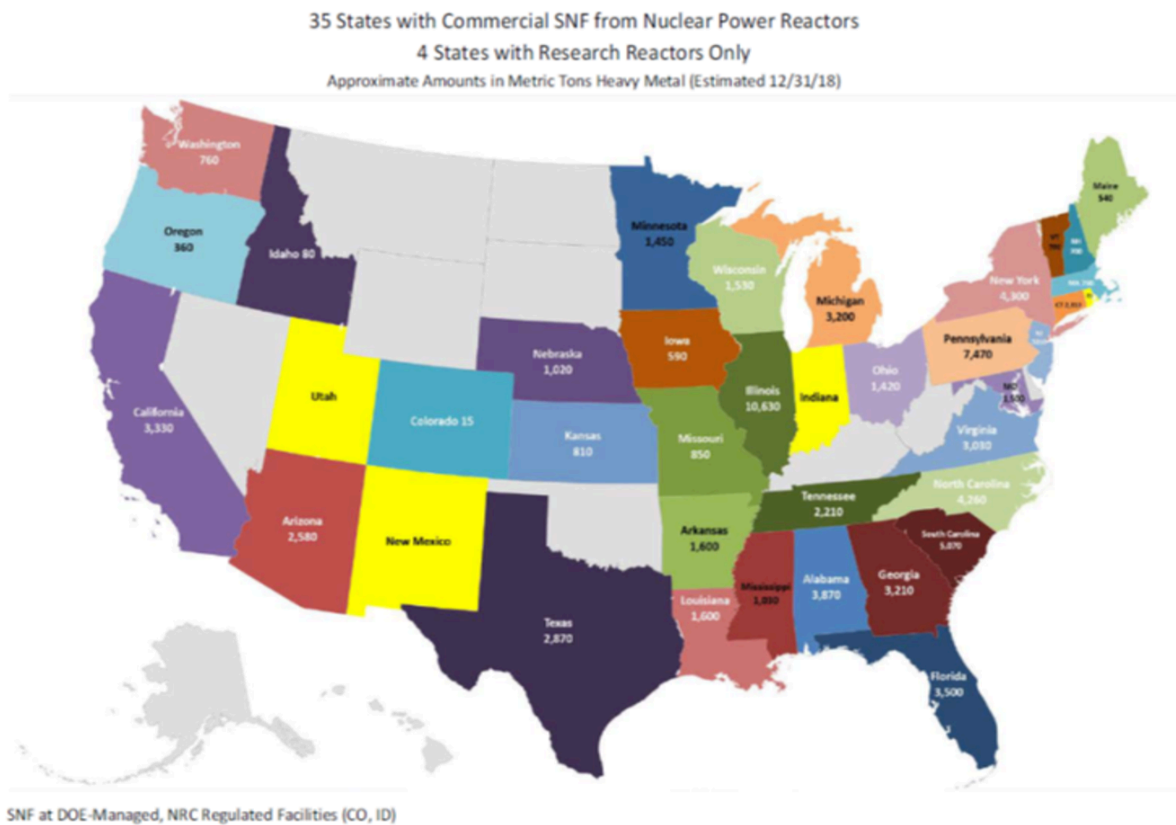 35 States with Commercial SNF from Nuclear Power Reactors
4 States with Research Reactors Only
Approximate Amounts in Metric Tons Heavy Metal (Estimated 12/31/18)
Washington
760
Oregon
360
Idaho 80
Minnesota
1,450
Wisconsin
1,530
Michigan
3,200
Maine
540
New York
4,300
Pennsylvania
7,470
Nebraska
1,020
Iowa
590
Illinois
10,630
Indiana
Ohio
1,420
Utah
Colorado 15
California
3,330
Kansas
810
Missouri
850
Virginia
3,030
North Carolina
4,260
Tennessee
2,210
Arizona
2,580
New Mexico
Arkansas
1,600
South Carolina
5,070
Mississippi
Alabama
3,870
Georgia
3,210
Louisiana
1,600
Texas
2,870
Florida
3,500
MD
VT
NH
SNF at DOE-Managed, NRC Regulated Facilities (CO, ID)